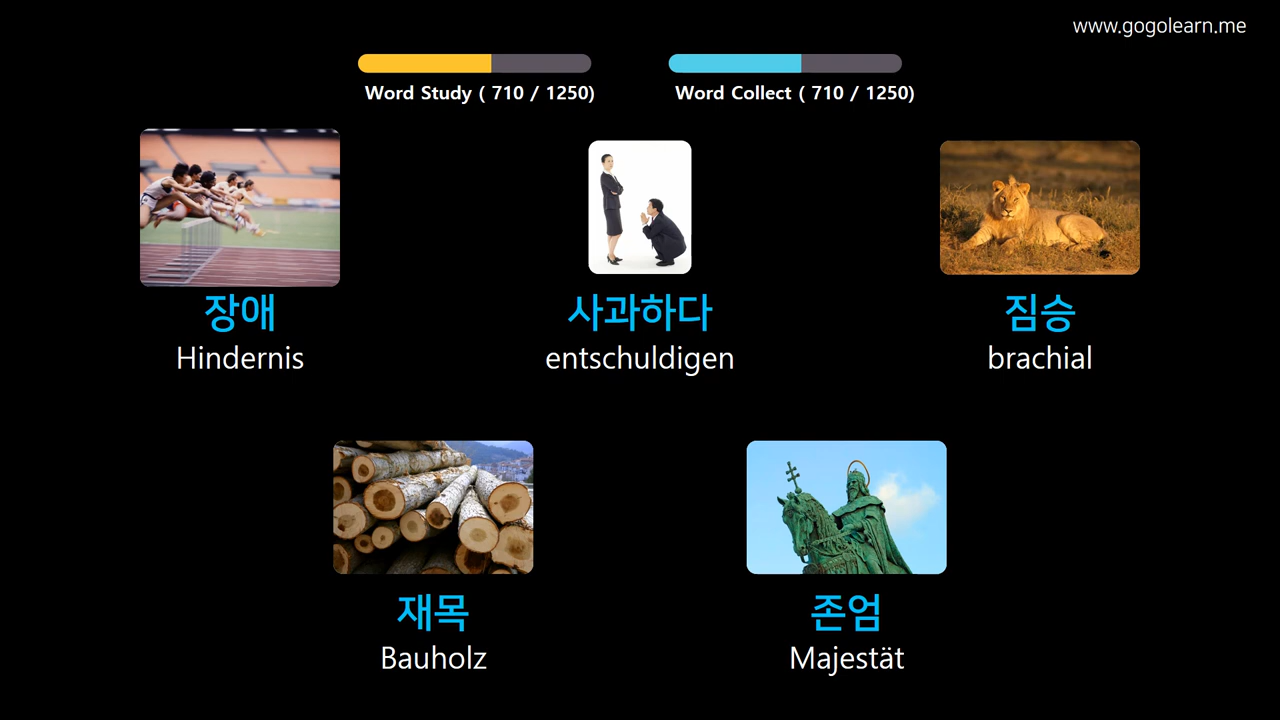 www.gogolearn.me
Word Study ( 710 / 1250)
Word Collect ( 710 / 1250)
장애
Hindernis
사과하다
entschuldigen
짐승
brachial
재목
Bauholz
존엄
Majestät